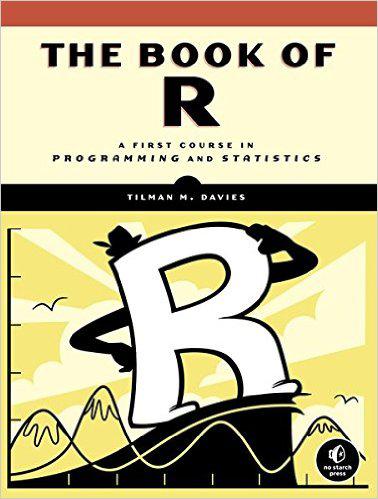 THE BOOK OF
R
A FIRST COURSE IN
PROGRAMMING AND STATISTICS
TILMAN M. DAVIES
R
no starch
press